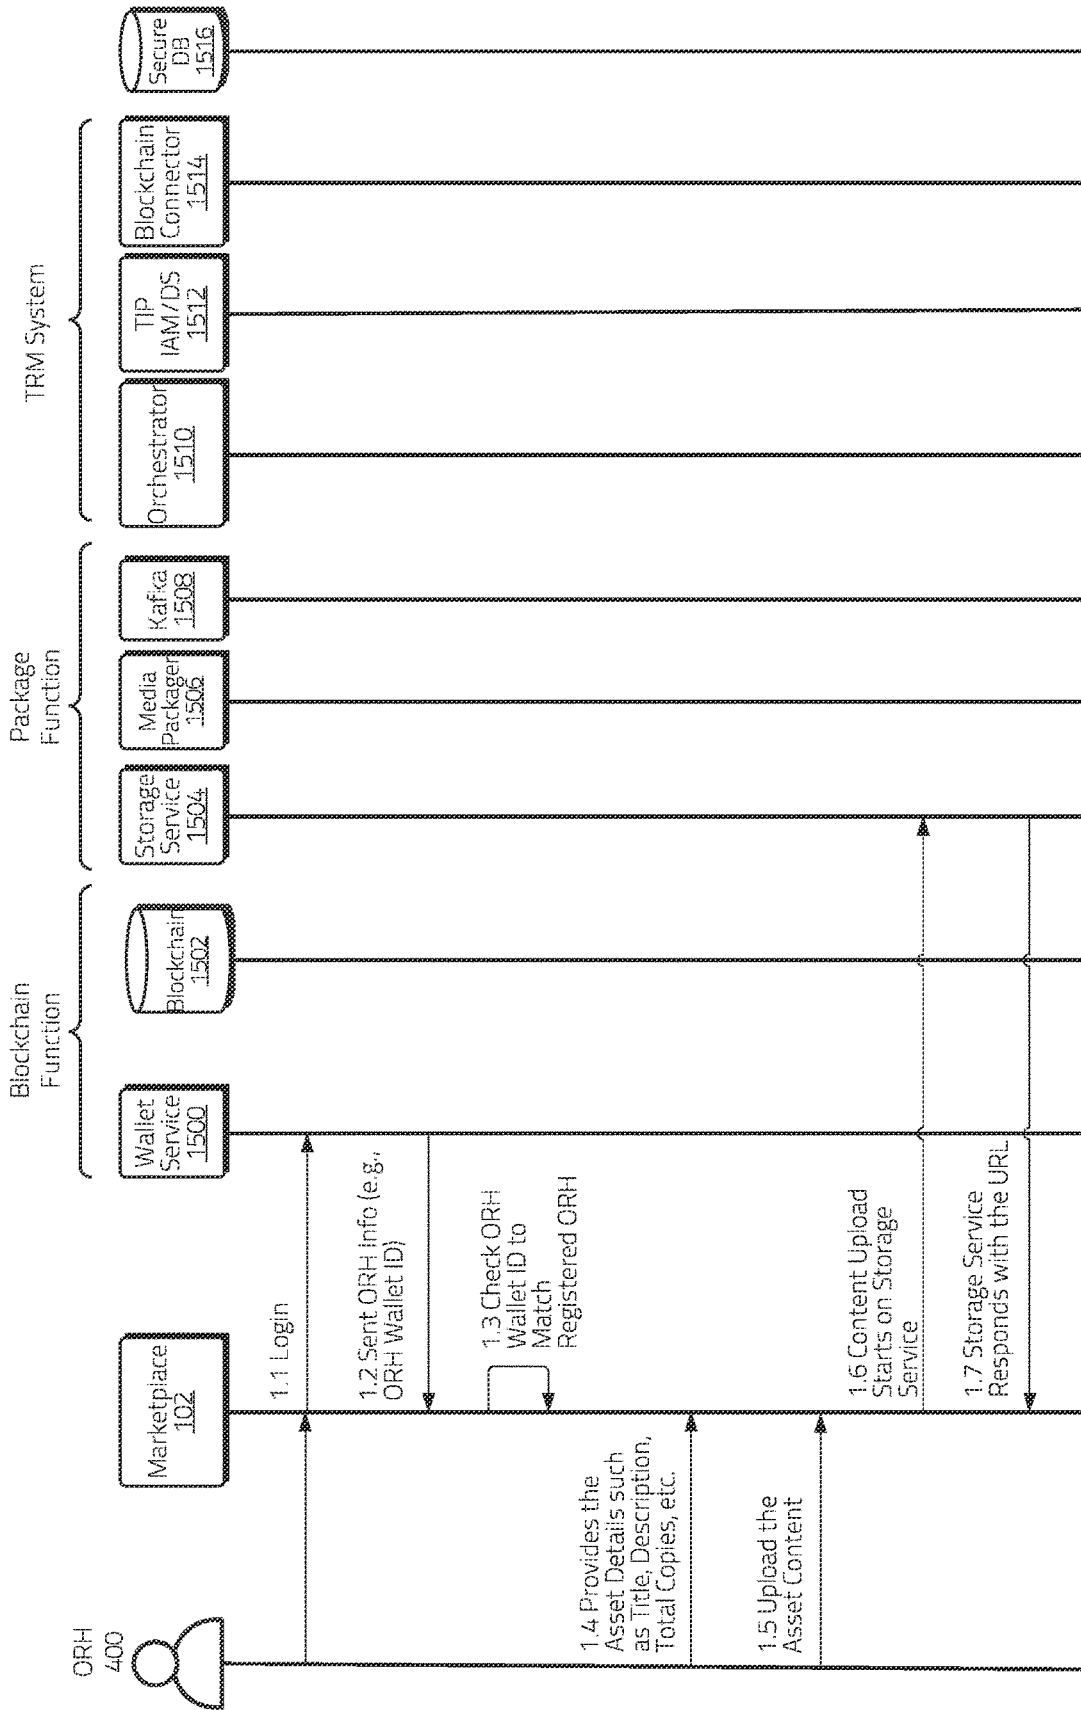 ORH
400
Marketplace
102
Blockchain
Function
Wallet
Service
1500
Blockchain
1502
Package
Function
Storage
Service
1504
Media
Packager
1506
Kafka
1508
TRM System
Orchestrator
1510
TIP
IAM/DS
1512
Blockchain
Connector
1514
Secure
DB
1516
1.1 Login
1.2 Sent ORH Info (e.g.,
ORH Wallet ID)
1.3 Check ORH
Wallet ID to
Match
Registered ORH
1.4 Provides the
Asset Details such
as Title, Description,
Total Copies, etc.
1.5 Upload the
Asset Content
1.6 Content Upload
Starts on Storage
Service
1.7 Storage Service
Responds with the URL